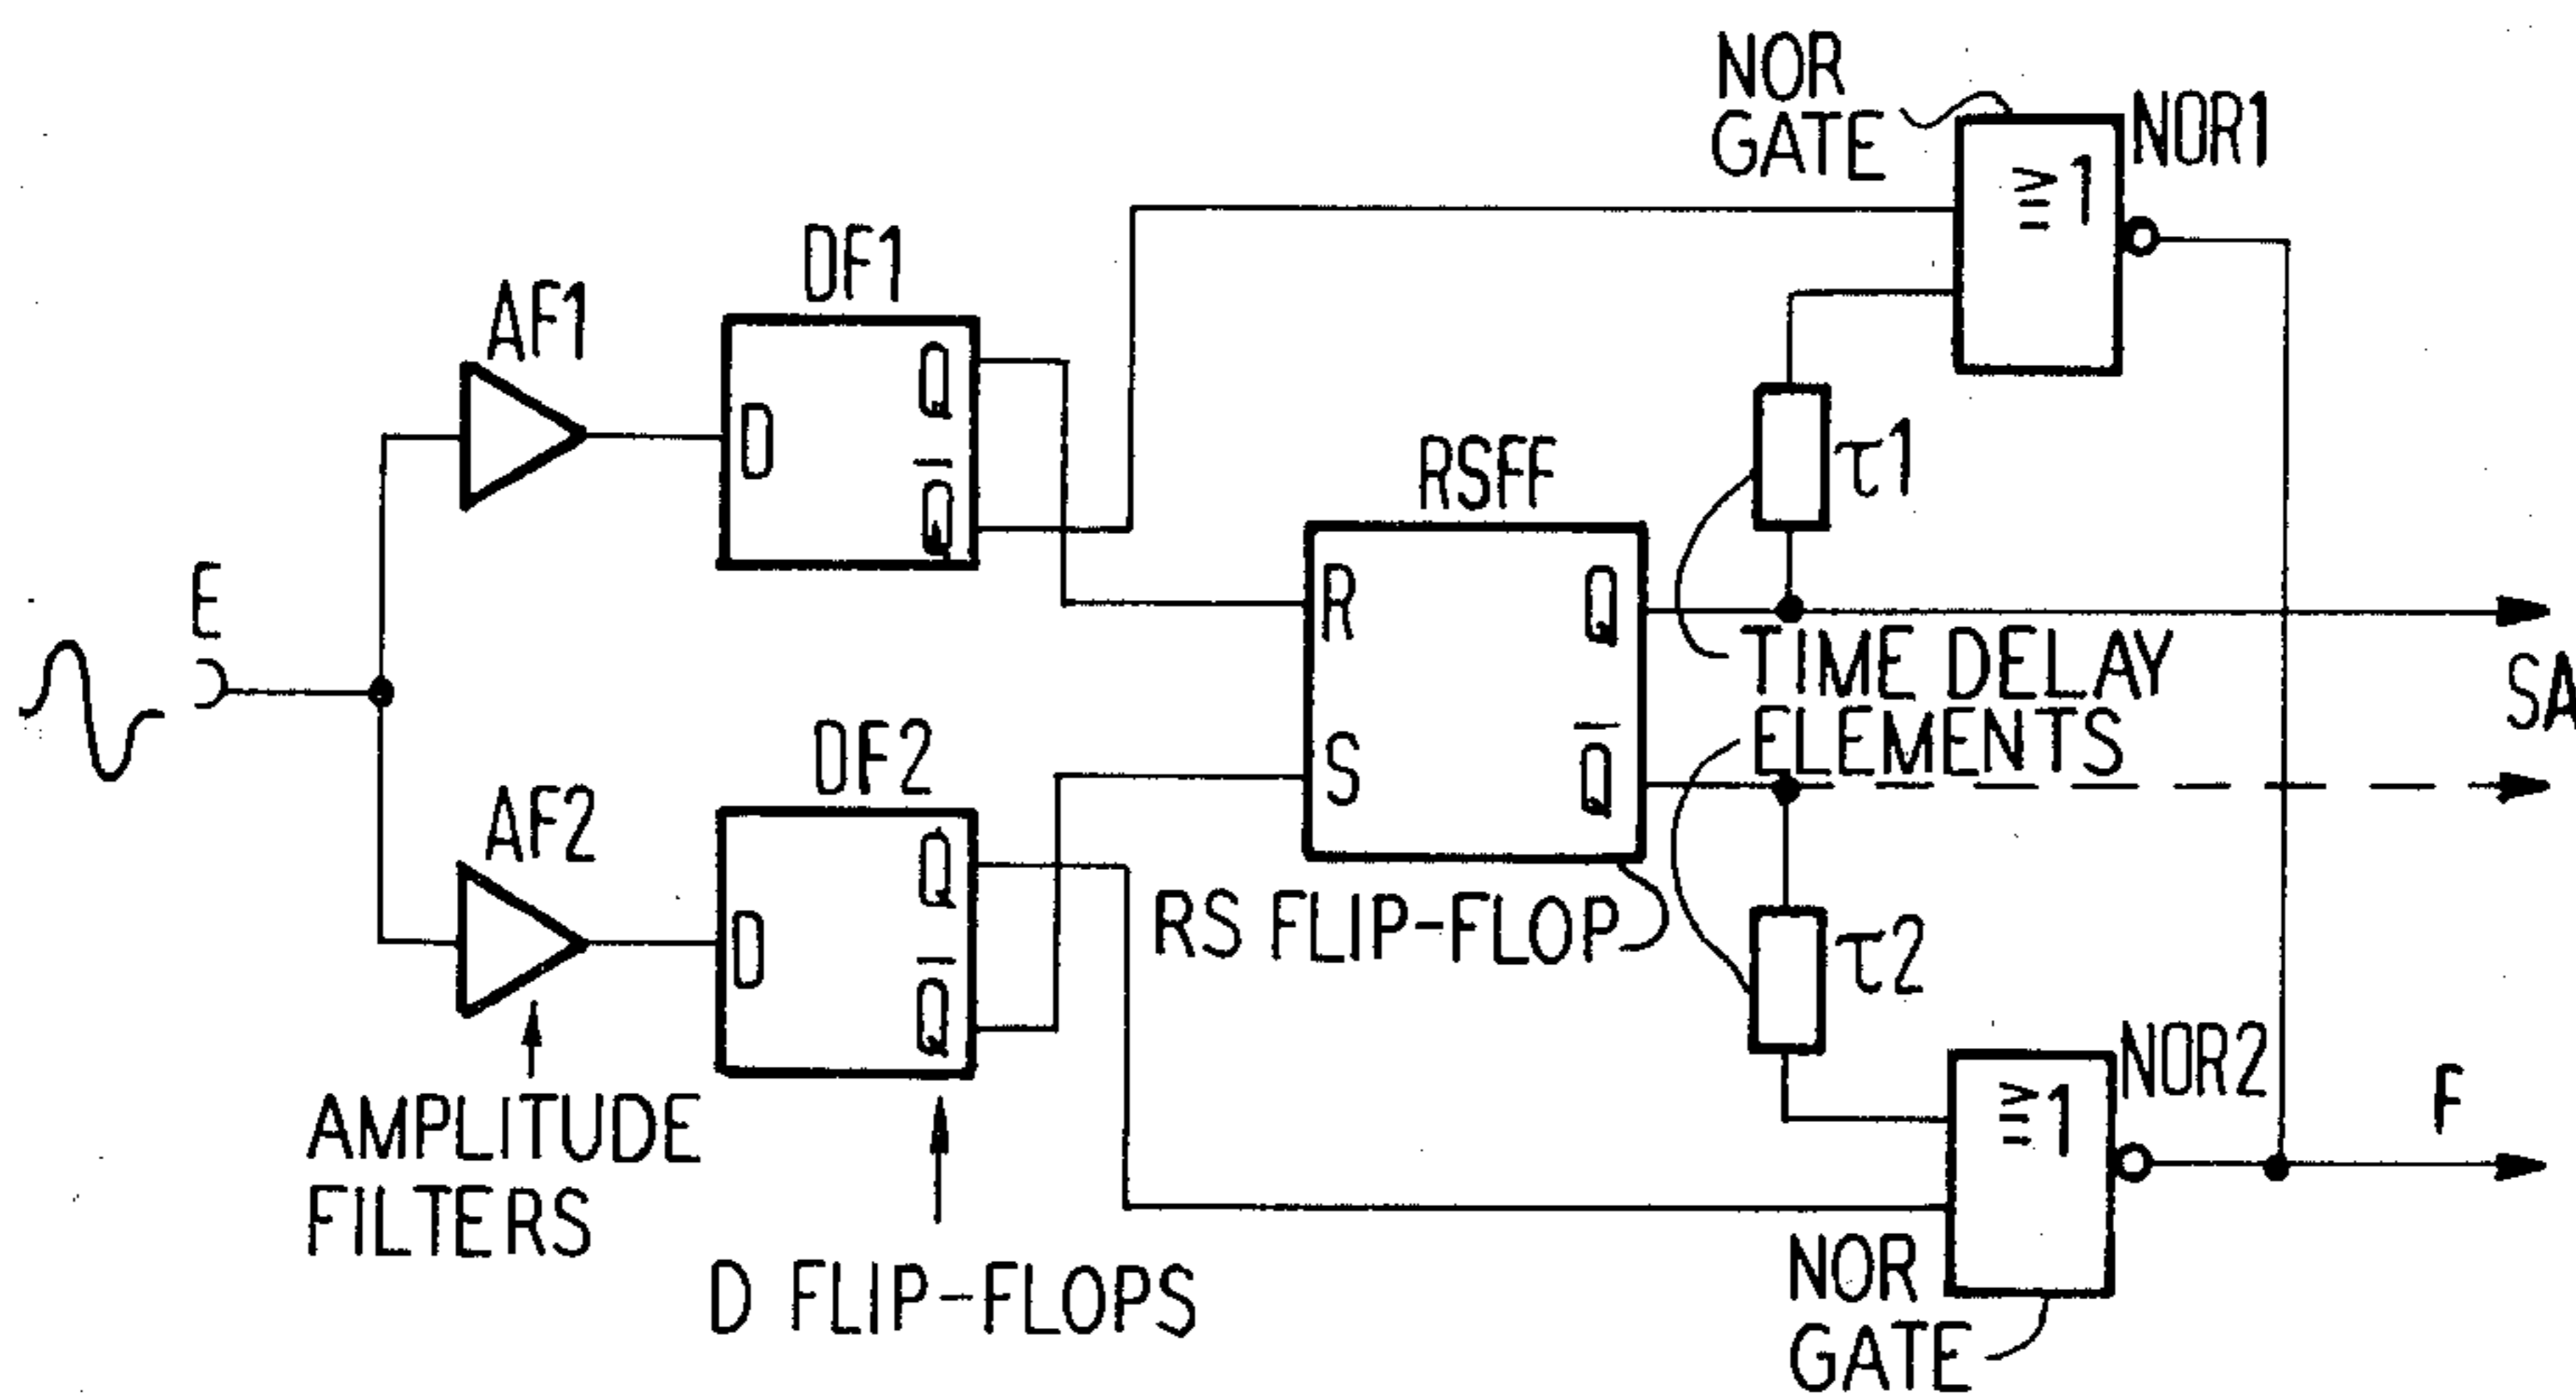 NOR
GATE
NOR1
≥1
DF1
AF1
D
Q
Q̅
τ1
RSFF
E
R
S
Q
Q̅
TIME DELAY
ELEMENTS
SA
DF2
AF2
D
Q
Q̅
RS FLIP-FLOP
τ2
NOR2
≥1
F
AMPLITUDE
FILTERS
D FLIP-FLOPS
NOR
GATE